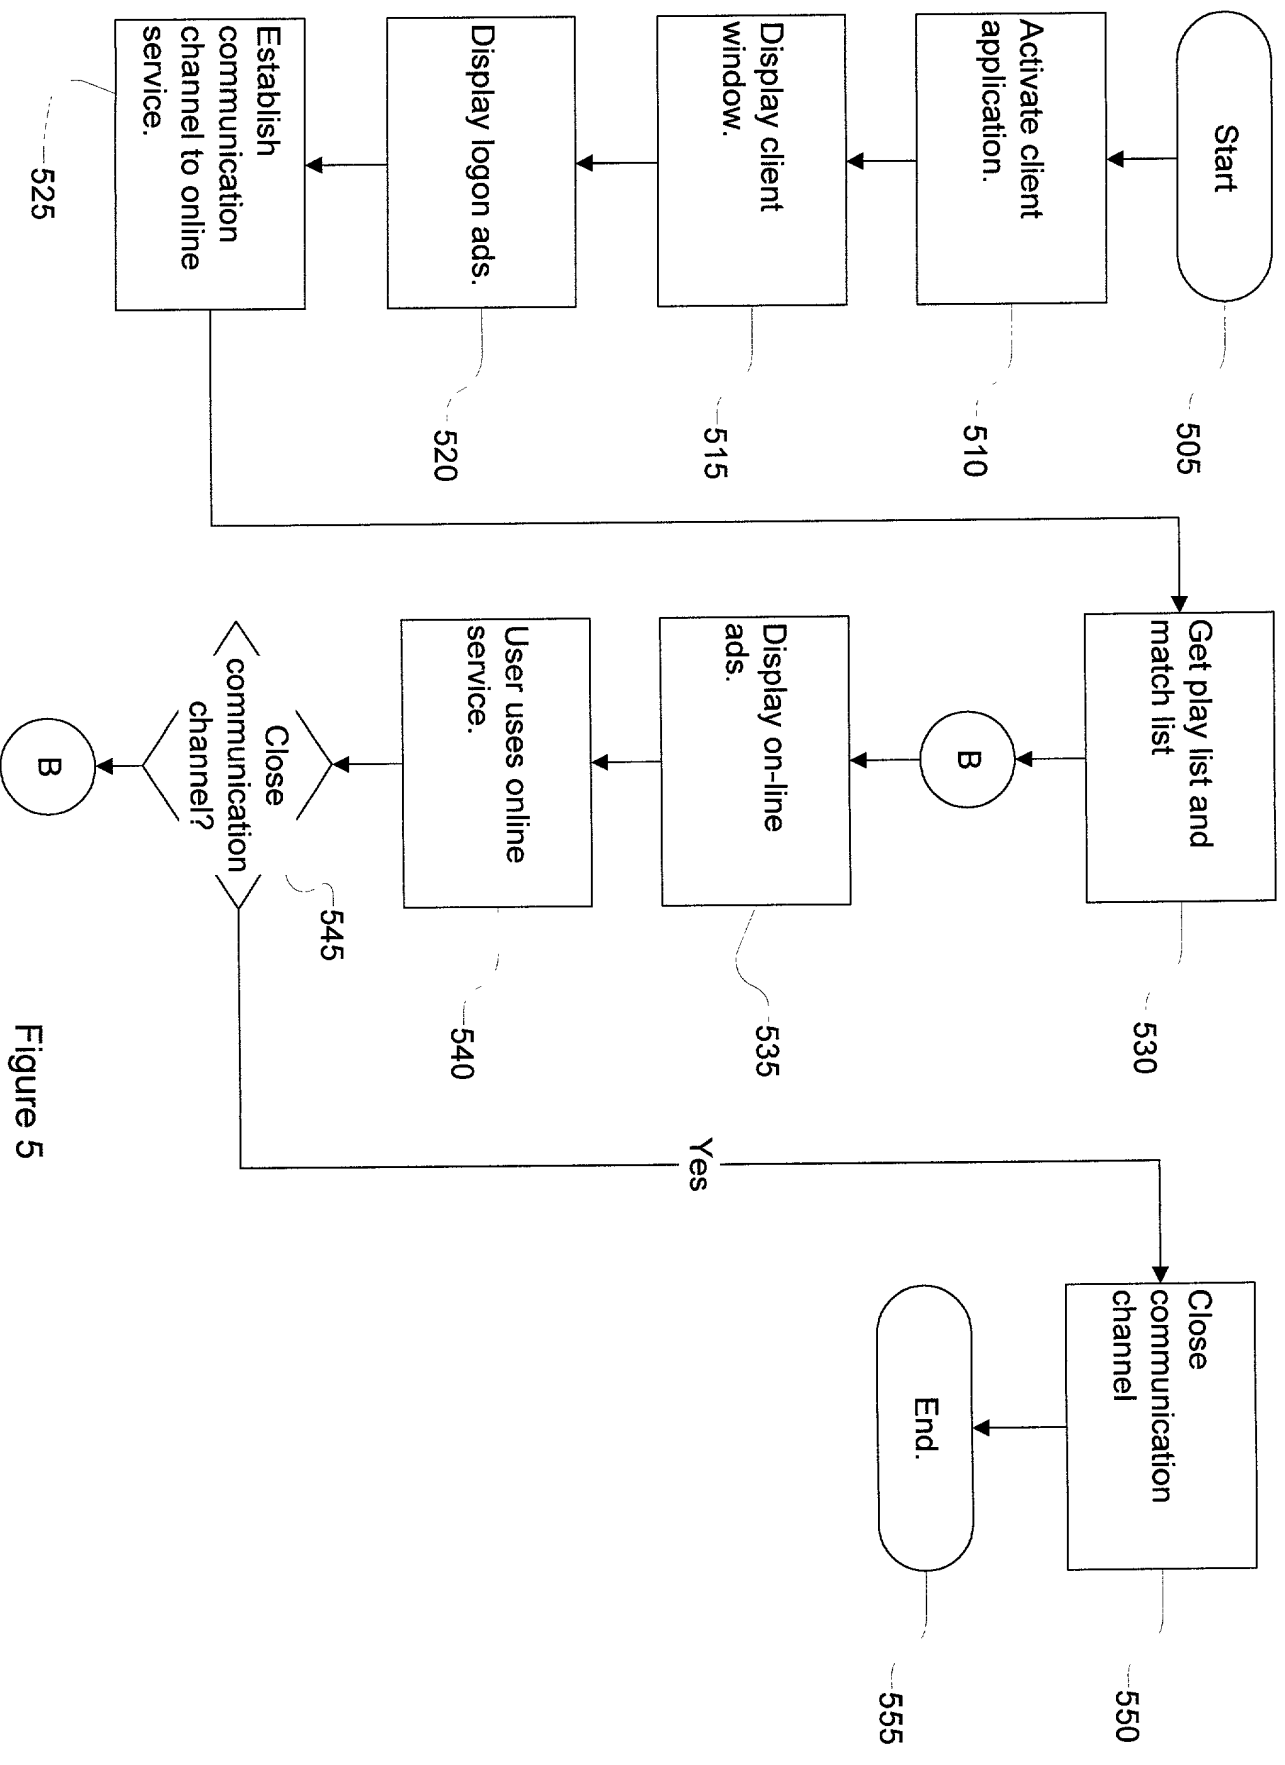 Start
505
Activate client
application.
510
Display client
window.
515
Display logon ads.
520
Establish
communication
channel to online
service.
525
Get play list and
match list
530
B
Display on-line
ads.
535
User uses online
service.
540
Close
communication
channel?
545
B
Yes
Close
communication
channel
550
End.
555
Figure 5